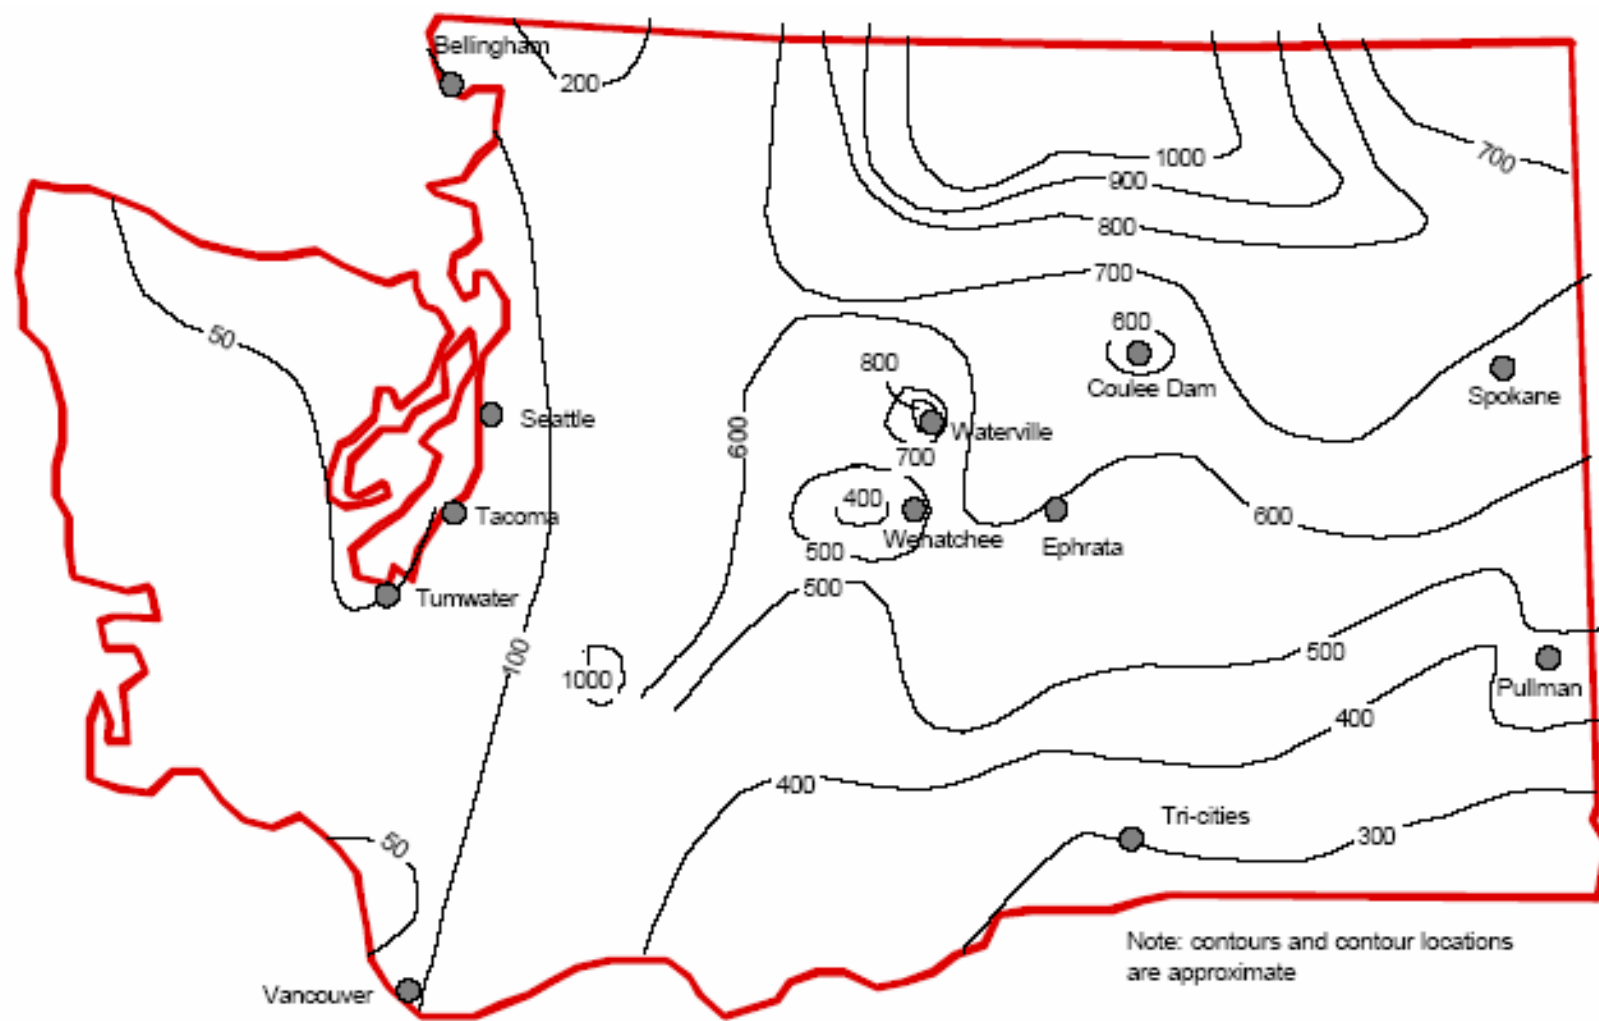 Bellingham
200
1000
700
900
800
700
50
600
800
Coulee Dam
Spokane
Seattle
Waterville
600
700
400
Tacoma
600
Wenatchee
Ephrata
500
500
Tumwater
100
500
1000
Pullman
400
400
Tri-cities
300
50
Note: contours and contour locations
are approximate
Vancouver